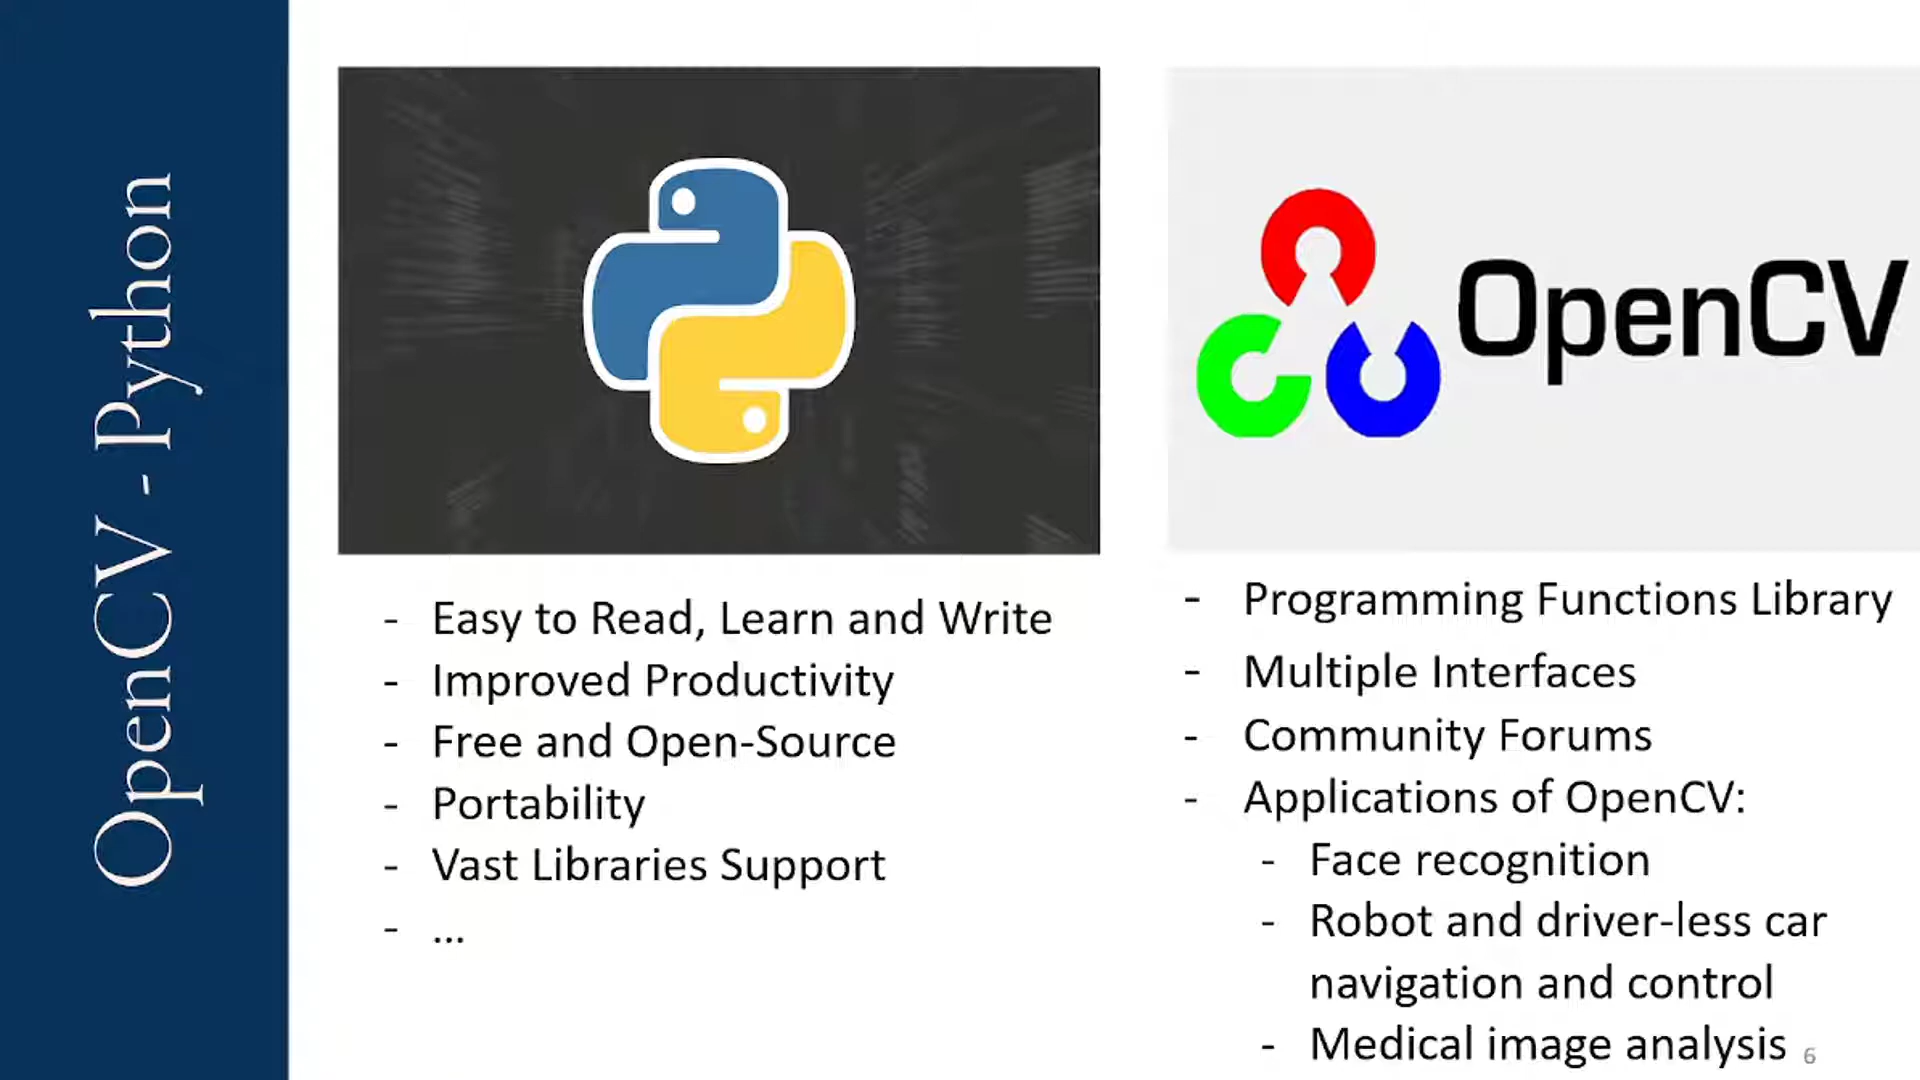 OpenCV - Python
OpenCV
- Easy to Read, Learn and Write
- Improved Productivity
- Free and Open-Source
- Portability
- Vast Libraries Support
- ...
- Programming Functions Library
- Multiple Interfaces
- Community Forums
- Applications of OpenCV:
- Face recognition
- Robot and driver-less car
navigation and control
- Medical image analysis
6